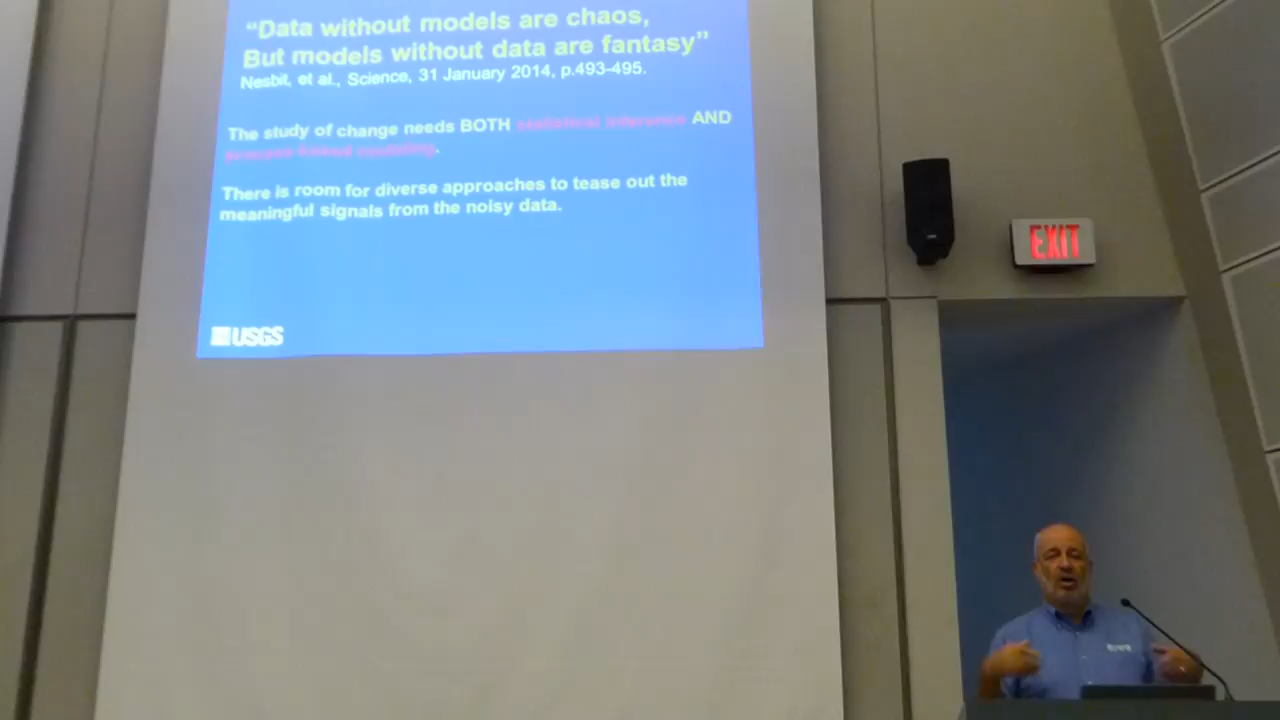 “Data without models are chaos,
But models without data are fantasy”
Nesbit, et al., Science, 31 January 2014, p.493-495.
The study of change needs BOTH statistical inference AND
There is room for diverse approaches to tease out the
meaningful signals from the noisy data.
USGS
EXIT